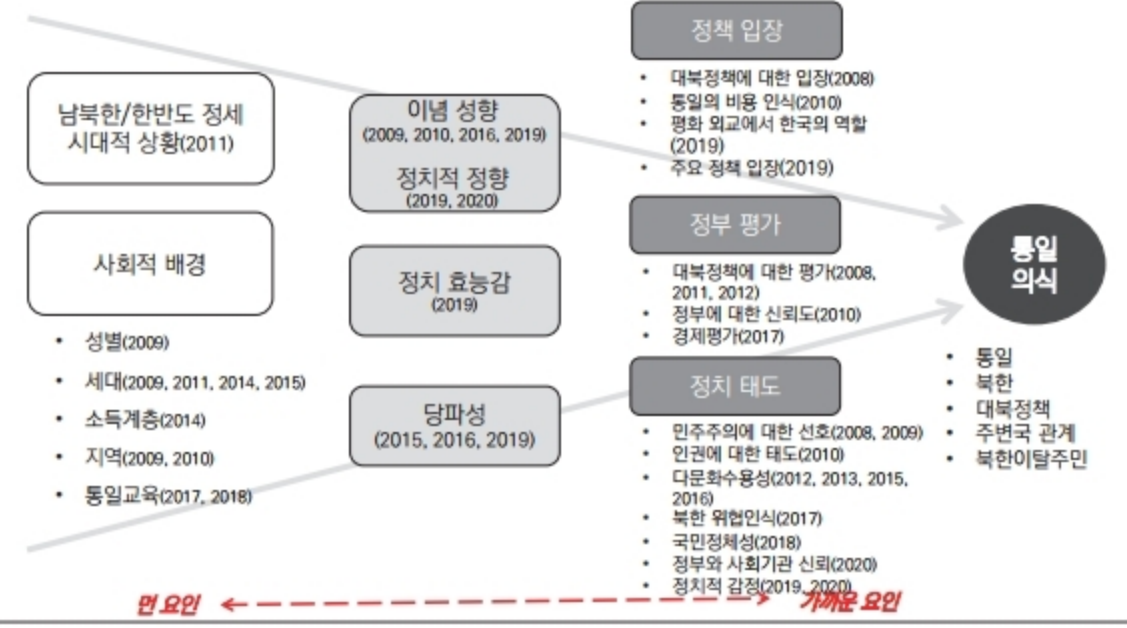 남북한/한반도 정세
시대적 상황(2011)
사회적 배경
• 성별(2009)
• 세대(2009, 2011, 2014, 2015)
• 소득계층(2014)
• 지역(2009, 2010)
• 통일교육(2017, 2018)
이념 성향
(2009, 2010, 2016, 2019)
정치적 정향
(2019, 2020)
정치 효능감
(2019)
당파성
(2015, 2016, 2019)
정책 입장
• 대북정책에 대한 입장(2008)
• 통일의 비용 인식(2010)
• 평화 외교에서 한국의 역할
(2019)
• 주요 정책 입장(2019)
정부 평가
• 대북정책에 대한 평가(2008,
2011, 2012)
• 정부에 대한 신뢰도(2010)
• 경제평가(2017)
정치 태도
• 민주주의에 대한 선호(2008, 2009)
• 인권에 대한 태도(2010)
• 다문화수용성(2012, 2013, 2015,
2016)
• 북한 위협인식(2017)
• 국민정체성(2018)
• 정부와 사회기관 신뢰(2020)
• 정치적 감정(2019, 2020)
통일
의식
• 통일
• 북한
• 대북정책
• 주변국 관계
• 북한이탈주민
먼 요인
가까운 요인